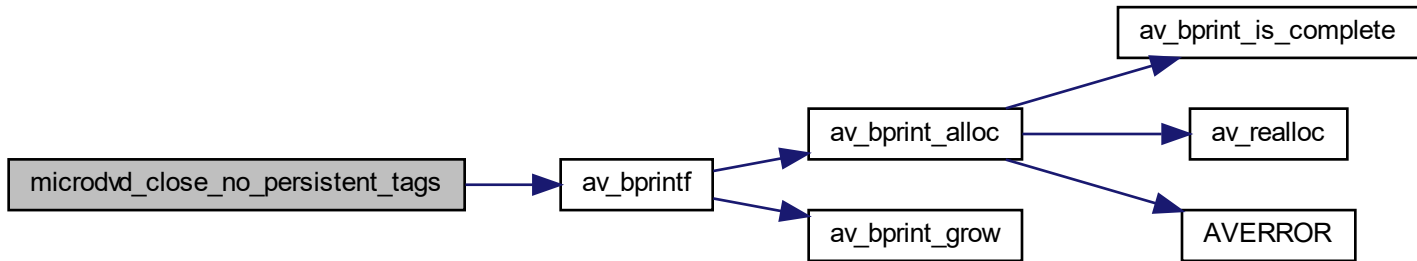 microdvd_close_no_persistent_tags
av_bprintf
av_bprint_alloc
av_bprint_grow
av_bprint_is_complete
av_realloc
AVERROR